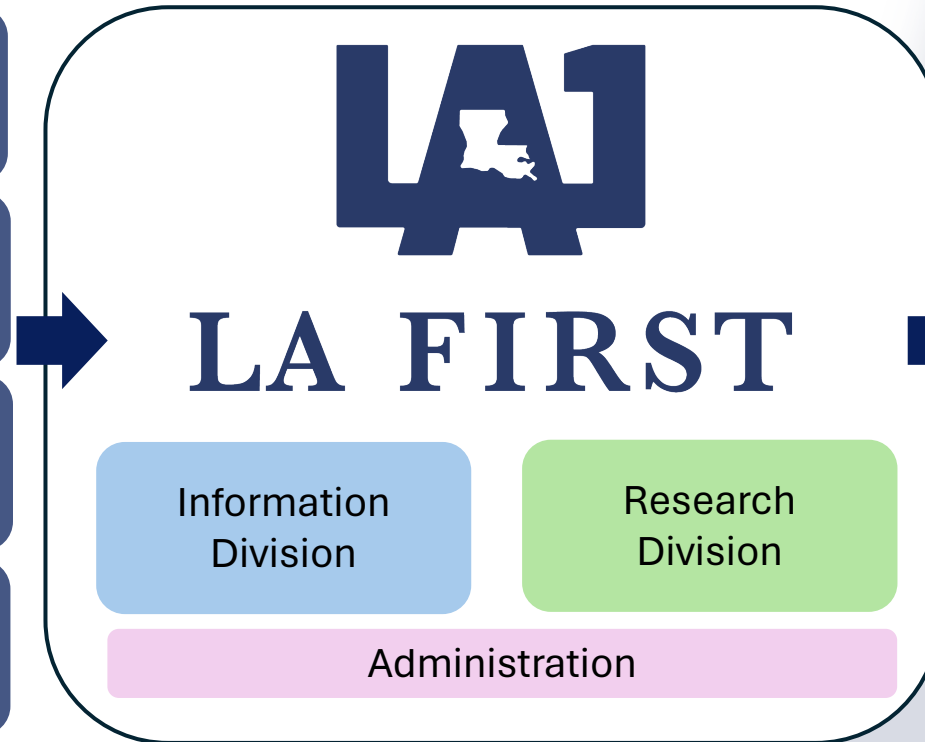 LA1
LA FIRST
Information
Division
Research
Division
Administration